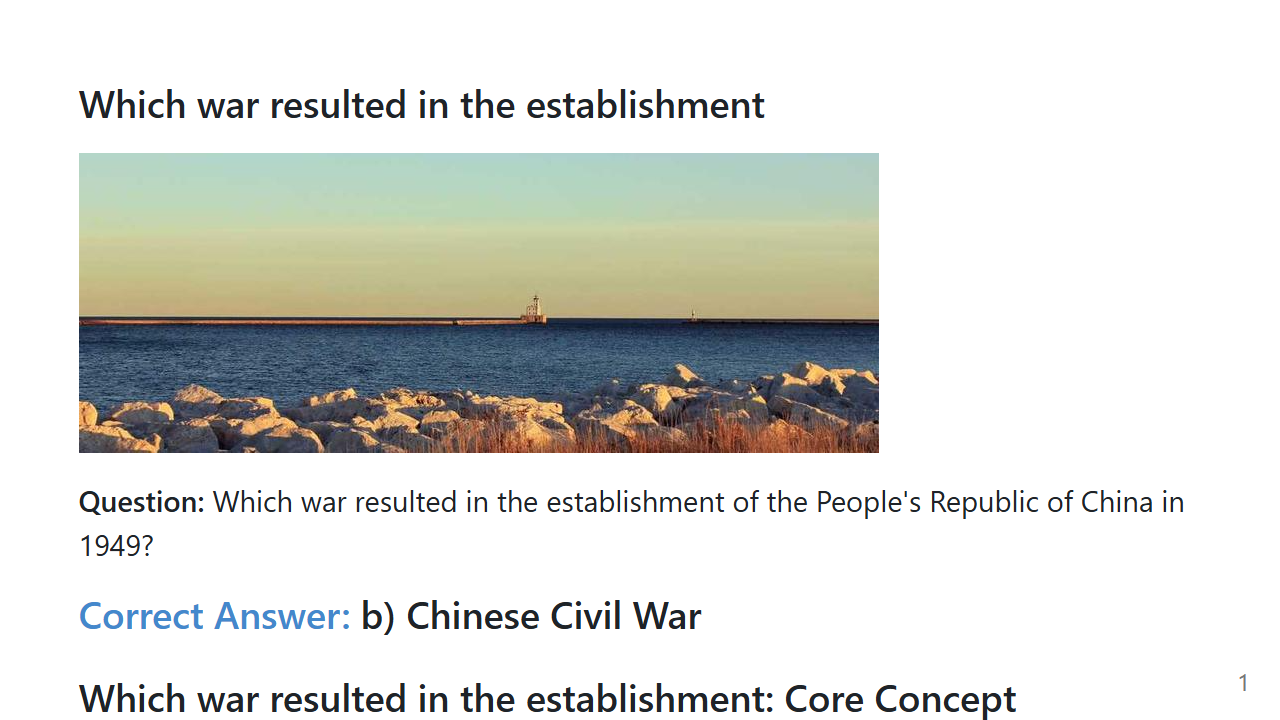 Which war resulted in the establishment
Question: Which war resulted in the establishment of the People's Republic of China in
1949?
Correct Answer: b) Chinese Civil War
Which war resulted in the establishment: Core Concept
1